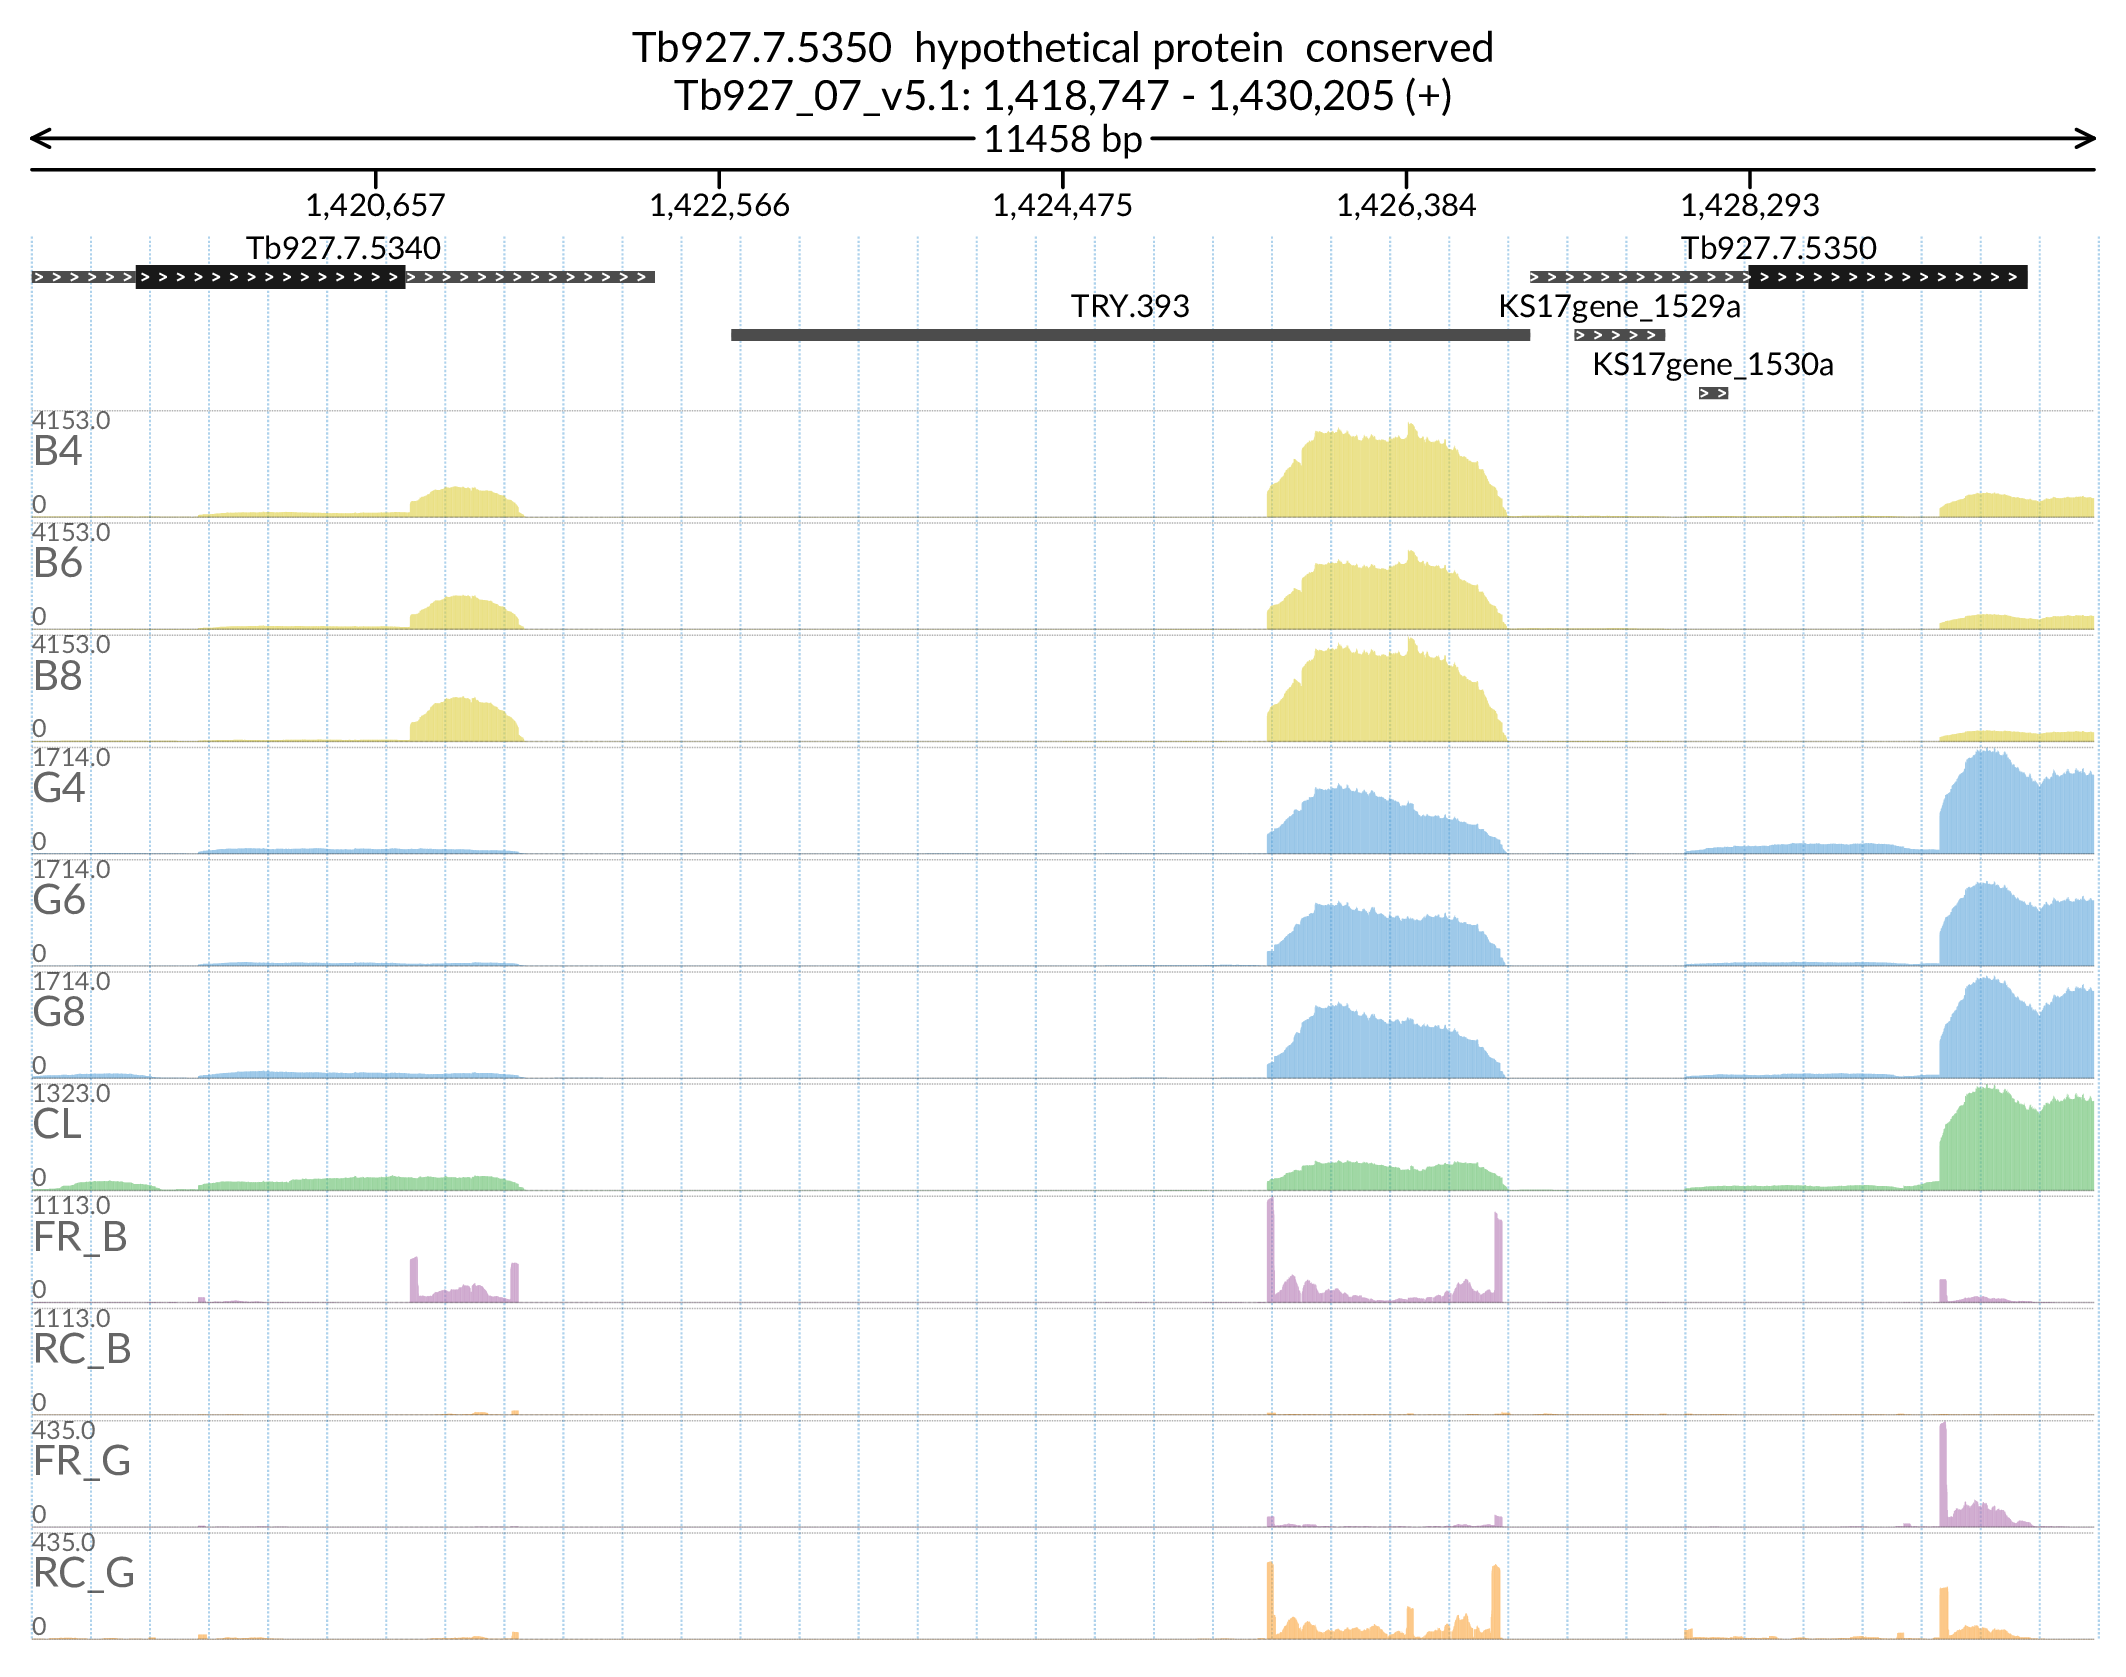 Tb927.7.5350  hypothetical protein  conserved
Tb927_07_v5.1: 1,418,747 - 1,430,205 (+)
11458 bp
1,420,657 1,422,566 1,424,475 1,426,384 1,428,293
Tb927.7.5340 Tb927.7.5350
TRY.393 KS17gene_1529a
KS17gene_1530a
4153.0
B4
0
4153.0
B6
0
4153.0
B8
0
1714.0
G4
0
1714.0
G6
0
1714.0
G8
0
1323.0
CL
0
1113.0
FR_B
0
1113.0
RC_B
0
435.0
FR_G
0
435.0
RC_G
0